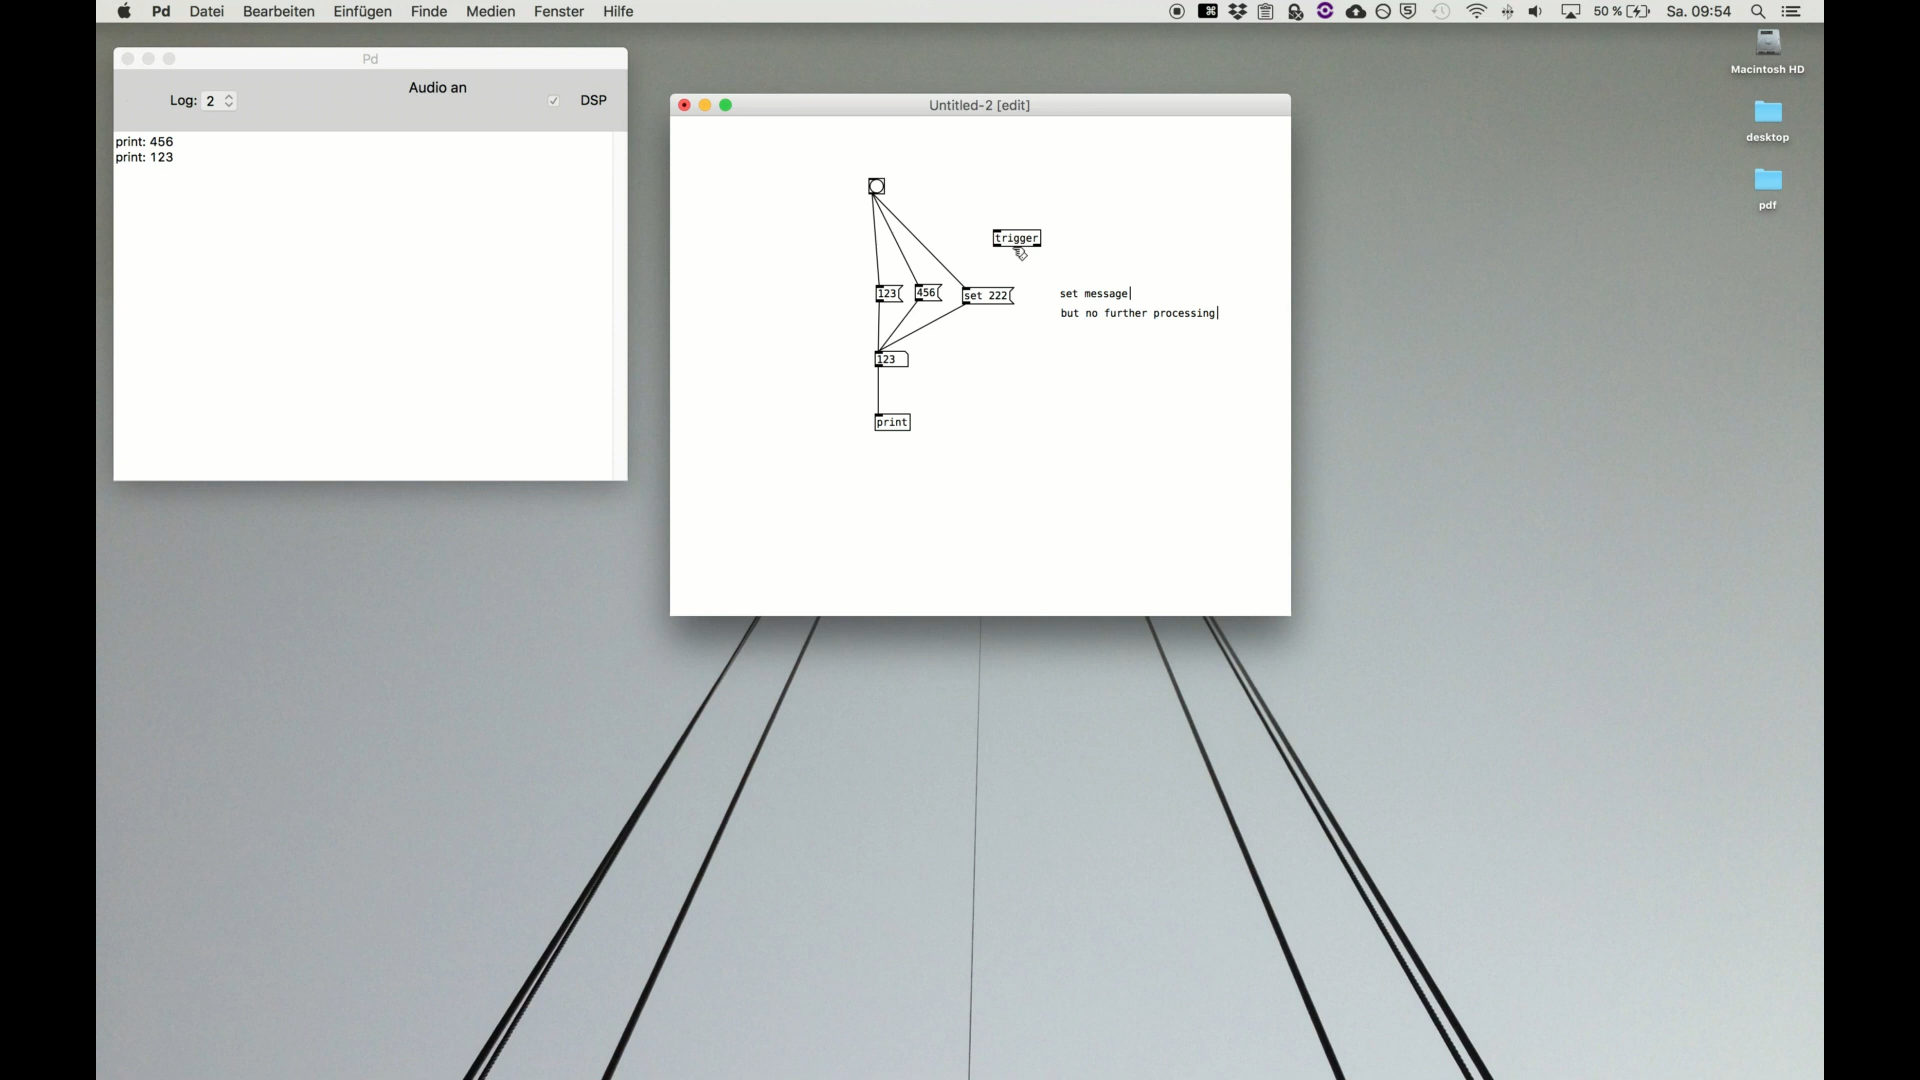 Pd Datei Bearbeiten Einfügen Finde Medien Fenster Hilfe 50 % Sa. 09:54
Macintosh HD
desktop
pdf
Pd
Audio an
Log: 2 DSP
print: 456
print: 123
Untitled-2 [edit]
trigger
123 456 set 222 set message
but no further processing
123
print